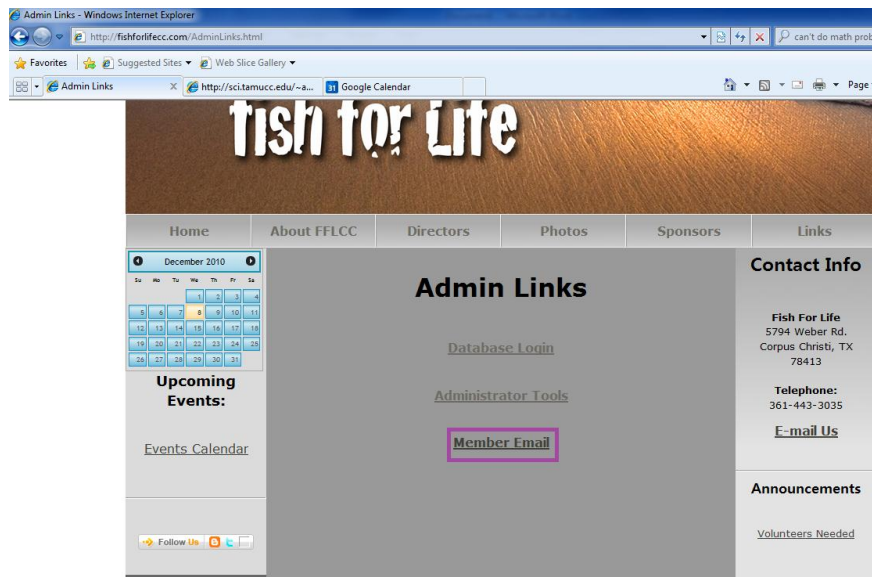 Admin Links - Windows Internet Explorer
http://fishforlifecc.com/AdminLinks.html
can't do math prob
Favorites Suggested Sites Web Slice Gallery
Admin Links X http://sci.tamucc.edu/~a... 31 Google Calendar Page
fish for Life
Home About FFLCC Directors Photos Sponsors Links
December 2010
Su Mo Tu We Th Fr Sa
1 2 3 4
5 6 7 8 9 10 11
12 13 14 15 16 17 18
19 20 21 22 23 24 25
26 27 28 29 30 31
Upcoming
Events:
Events Calendar
Follow Us
Admin Links
Database Login
Administrator Tools
Member Email
Contact Info
Fish For Life
5794 Weber Rd.
Corpus Christi, TX
78413
Telephone:
361-443-3035
E-mail Us
Announcements
Volunteers Needed